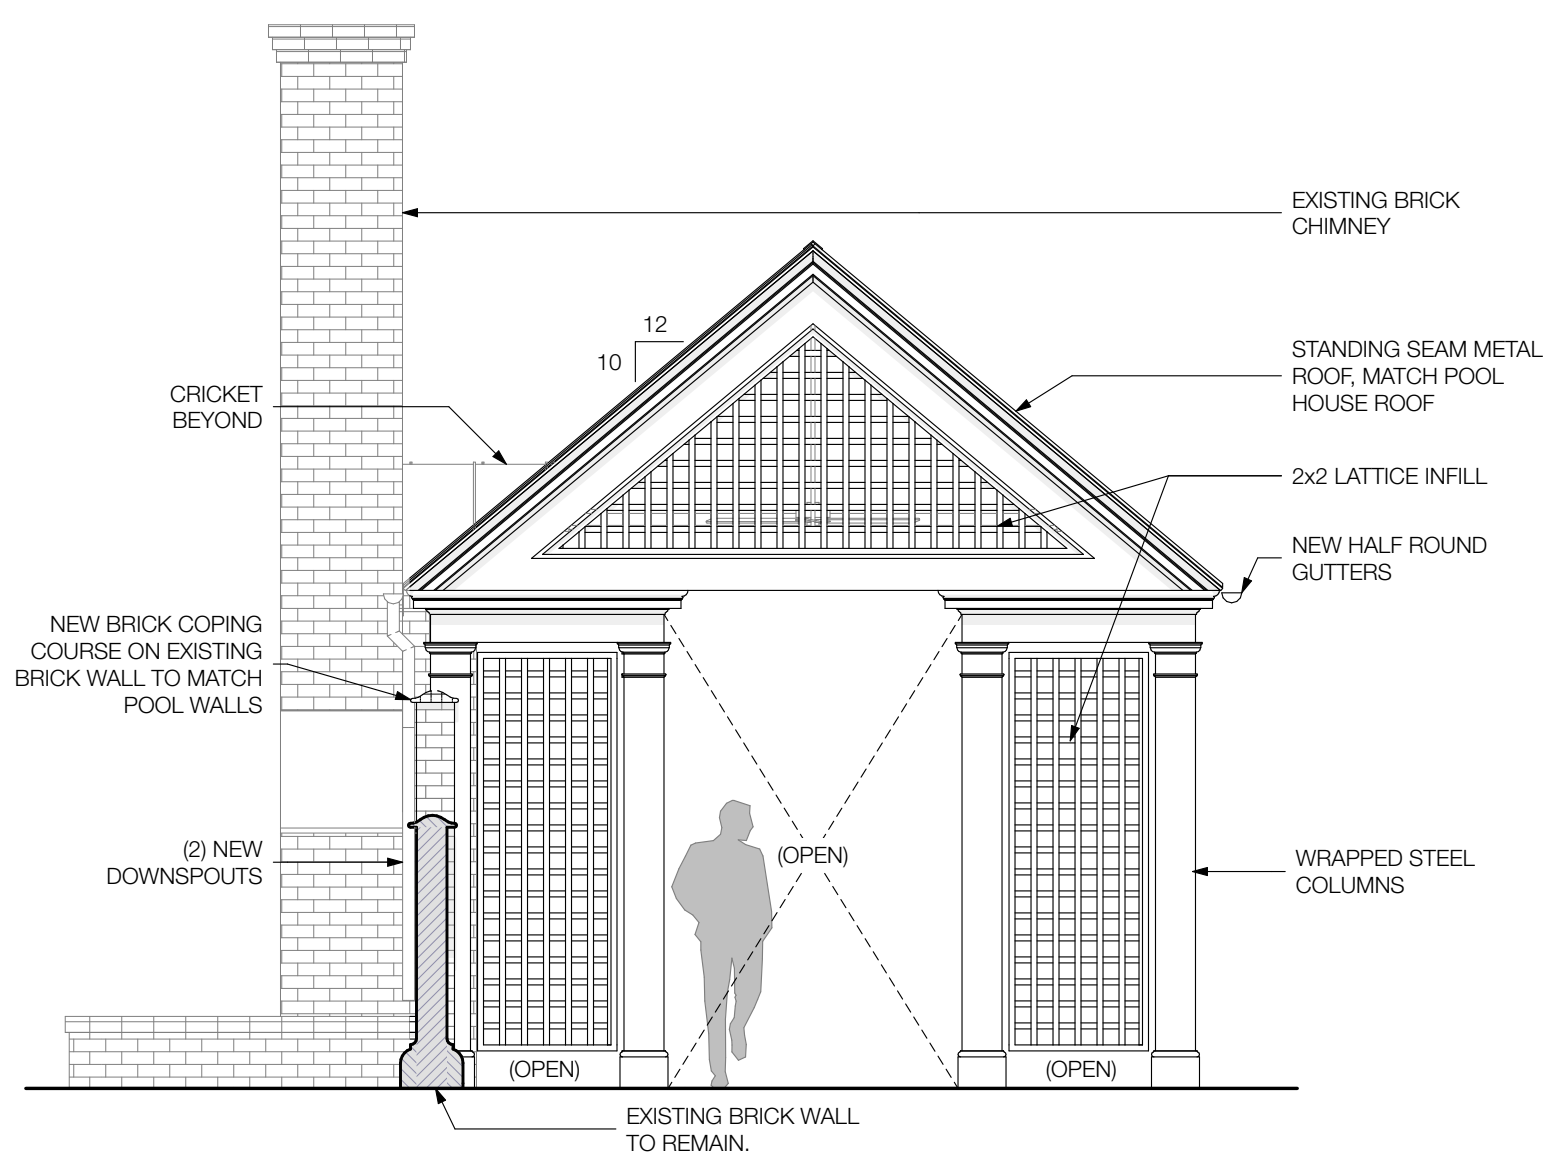 EXISTING BRICK
CHIMNEY
12
10
STANDING SEAM METAL
ROOF, MATCH POOL
HOUSE ROOF
CRICKET
BEYOND
2x2 LATTICE INFILL
NEW HALF ROUND
GUTTERS
NEW BRICK COPING
COURSE ON EXISTING
BRICK WALL TO MATCH
POOL WALLS
(2) NEW
DOWNSPOUTS
(OPEN)
WRAPPED STEEL
COLUMNS
(OPEN)
(OPEN)
EXISTING BRICK WALL
TO REMAIN.